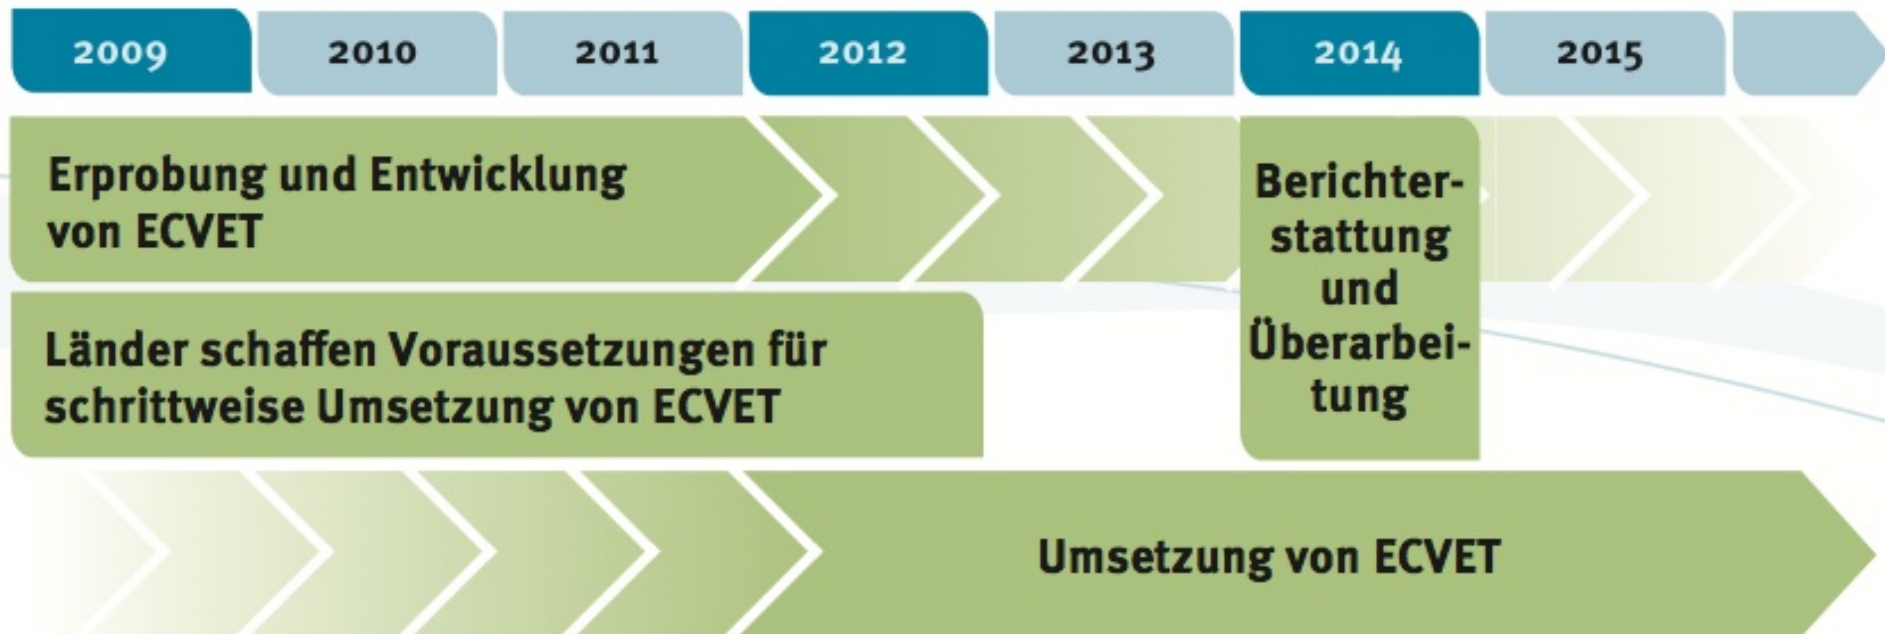 2009 2010 2011 2012 2013 2014 2015
Erprobung und Entwicklung
von ECVET
Länder schaffen Voraussetzungen für
schrittweise Umsetzung von ECVET
Berichter-
stattung
und
Überarbei-
tung
Umsetzung von ECVET